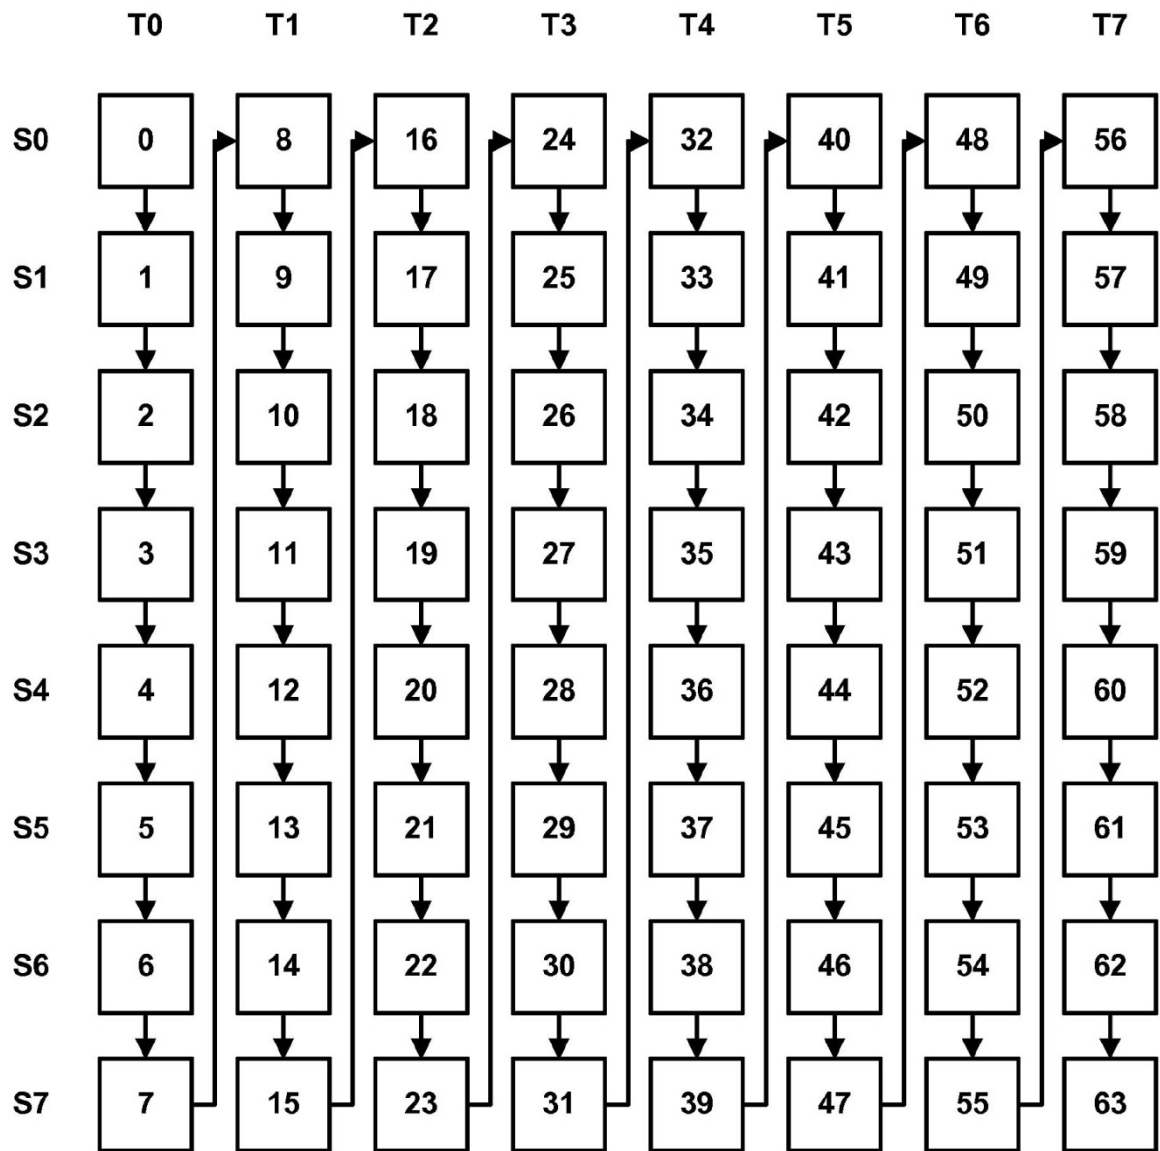 T0 T1 T2 T3 T4 T5 T6 T7
S0 0 8 16 24 32 40 48 56
S1 1 9 17 25 33 41 49 57
S2 2 10 18 26 34 42 50 58
S3 3 11 19 27 35 43 51 59
S4 4 12 20 28 36 44 52 60
S5 5 13 21 29 37 45 53 61
S6 6 14 22 30 38 46 54 62
S7 7 15 23 31 39 47 55 63